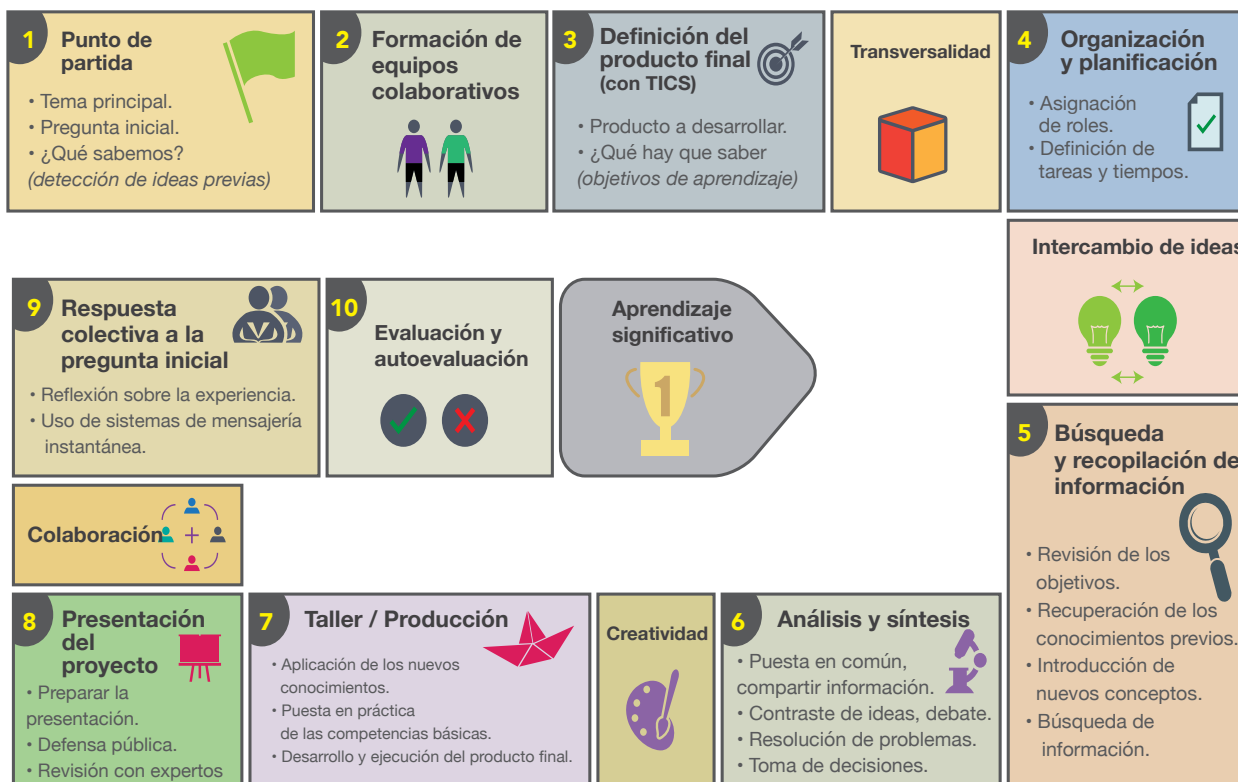 1
Punto de
partida
• Tema principal.
• Pregunta inicial.
• ¿Qué sabemos?
(detección de ideas previas)
2
Formación de
equipos
colaborativos
3
Definición del
producto final
(con TICS)
• Producto a desarrollar.
• ¿Qué hay que saber
(objetivos de aprendizaje)
Transversalidad
4
Organización
y planificación
• Asignación
de roles.
• Definición de
tareas y tiempos.
Intercambio de ideas
5
Búsqueda
y recopilación de
información
• Revisión de los
objetivos.
• Recuperación de los
conocimientos previos.
• Introducción de
nuevos conceptos.
• Búsqueda de
información.
6
Análisis y síntesis
• Puesta en común,
compartir información.
• Contraste de ideas, debate.
• Resolución de problemas.
• Toma de decisiones.
Creatividad
7
Taller / Producción
• Aplicación de los nuevos
conocimientos.
• Puesta en práctica
de las competencias básicas.
• Desarrollo y ejecución del producto final.
8
Presentación
del
proyecto
• Preparar la
presentación.
• Defensa pública.
• Revisión con expertos
Colaboración
9
Respuesta
colectiva a la
pregunta inicial
• Reflexión sobre la experiencia.
• Uso de sistemas de mensajería
instantánea.
10
Evaluación y
autoevaluación
Aprendizaje
significativo
1